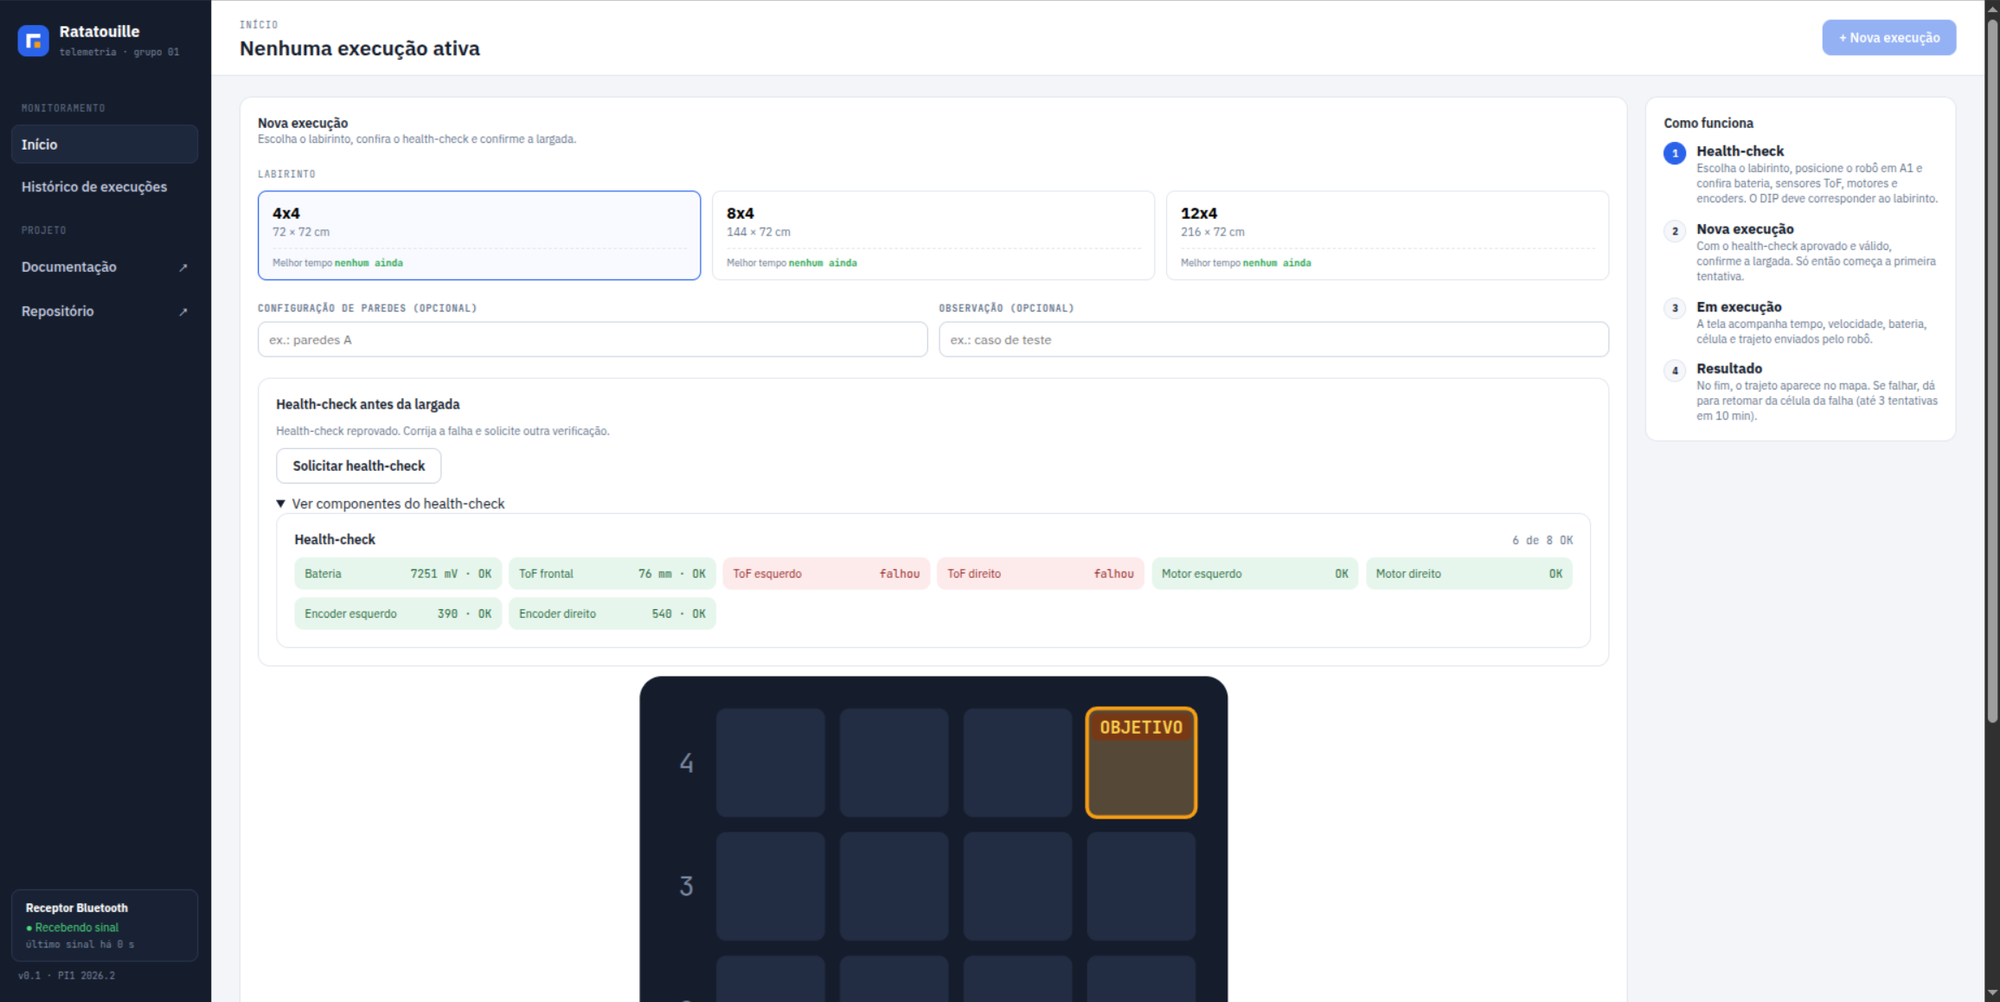 Ratatouille
telemetria · grupo 01
MONITORAMENTO
Início
Histórico de execuções
PROJETO
Documentação ↗
Repositório ↗
Receptor Bluetooth
● Recebendo sinal
último sinal há 0 s
v0.1 · PI1 2026.2
INÍCIO
Nenhuma execução ativa
+ Nova execução
Nova execução
Escolha o labirinto, confira o health-check e confirme a largada.
LABIRINTO
4x4
72 × 72 cm
Melhor tempo nenhum ainda
8x4
144 × 72 cm
Melhor tempo nenhum ainda
12x4
216 × 72 cm
Melhor tempo nenhum ainda
CONFIGURAÇÃO DE PAREDES (OPCIONAL)
ex.: paredes A
OBSERVAÇÃO (OPCIONAL)
ex.: caso de teste
Health-check antes da largada
Health-check reprovado. Corrija a falha e solicite outra verificação.
Solicitar health-check
▼ Ver componentes do health-check
Health-check 6 de 8 OK
Bateria 7251 mV · OK
ToF frontal 76 mm · OK
ToF esquerdo falhou
ToF direito falhou
Motor esquerdo OK
Motor direito OK
Encoder esquerdo 390 · OK
Encoder direito 540 · OK
OBJETIVO
4
3
Como funciona
1 Health-check
Escolha o labirinto, posicione o robô em A1 e
confira bateria, sensores ToF, motores e
encoders. O DIP deve corresponder ao labirinto.
2 Nova execução
Com o health-check aprovado e válido,
confirme a largada. Só então começa a primeira
tentativa.
3 Em execução
A tela acompanha tempo, velocidade, bateria,
célula e trajeto enviados pelo robô.
4 Resultado
No fim, o trajeto aparece no mapa. Se falhar, dá
para retomar da célula da falha (até 3 tentativas
em 10 min).